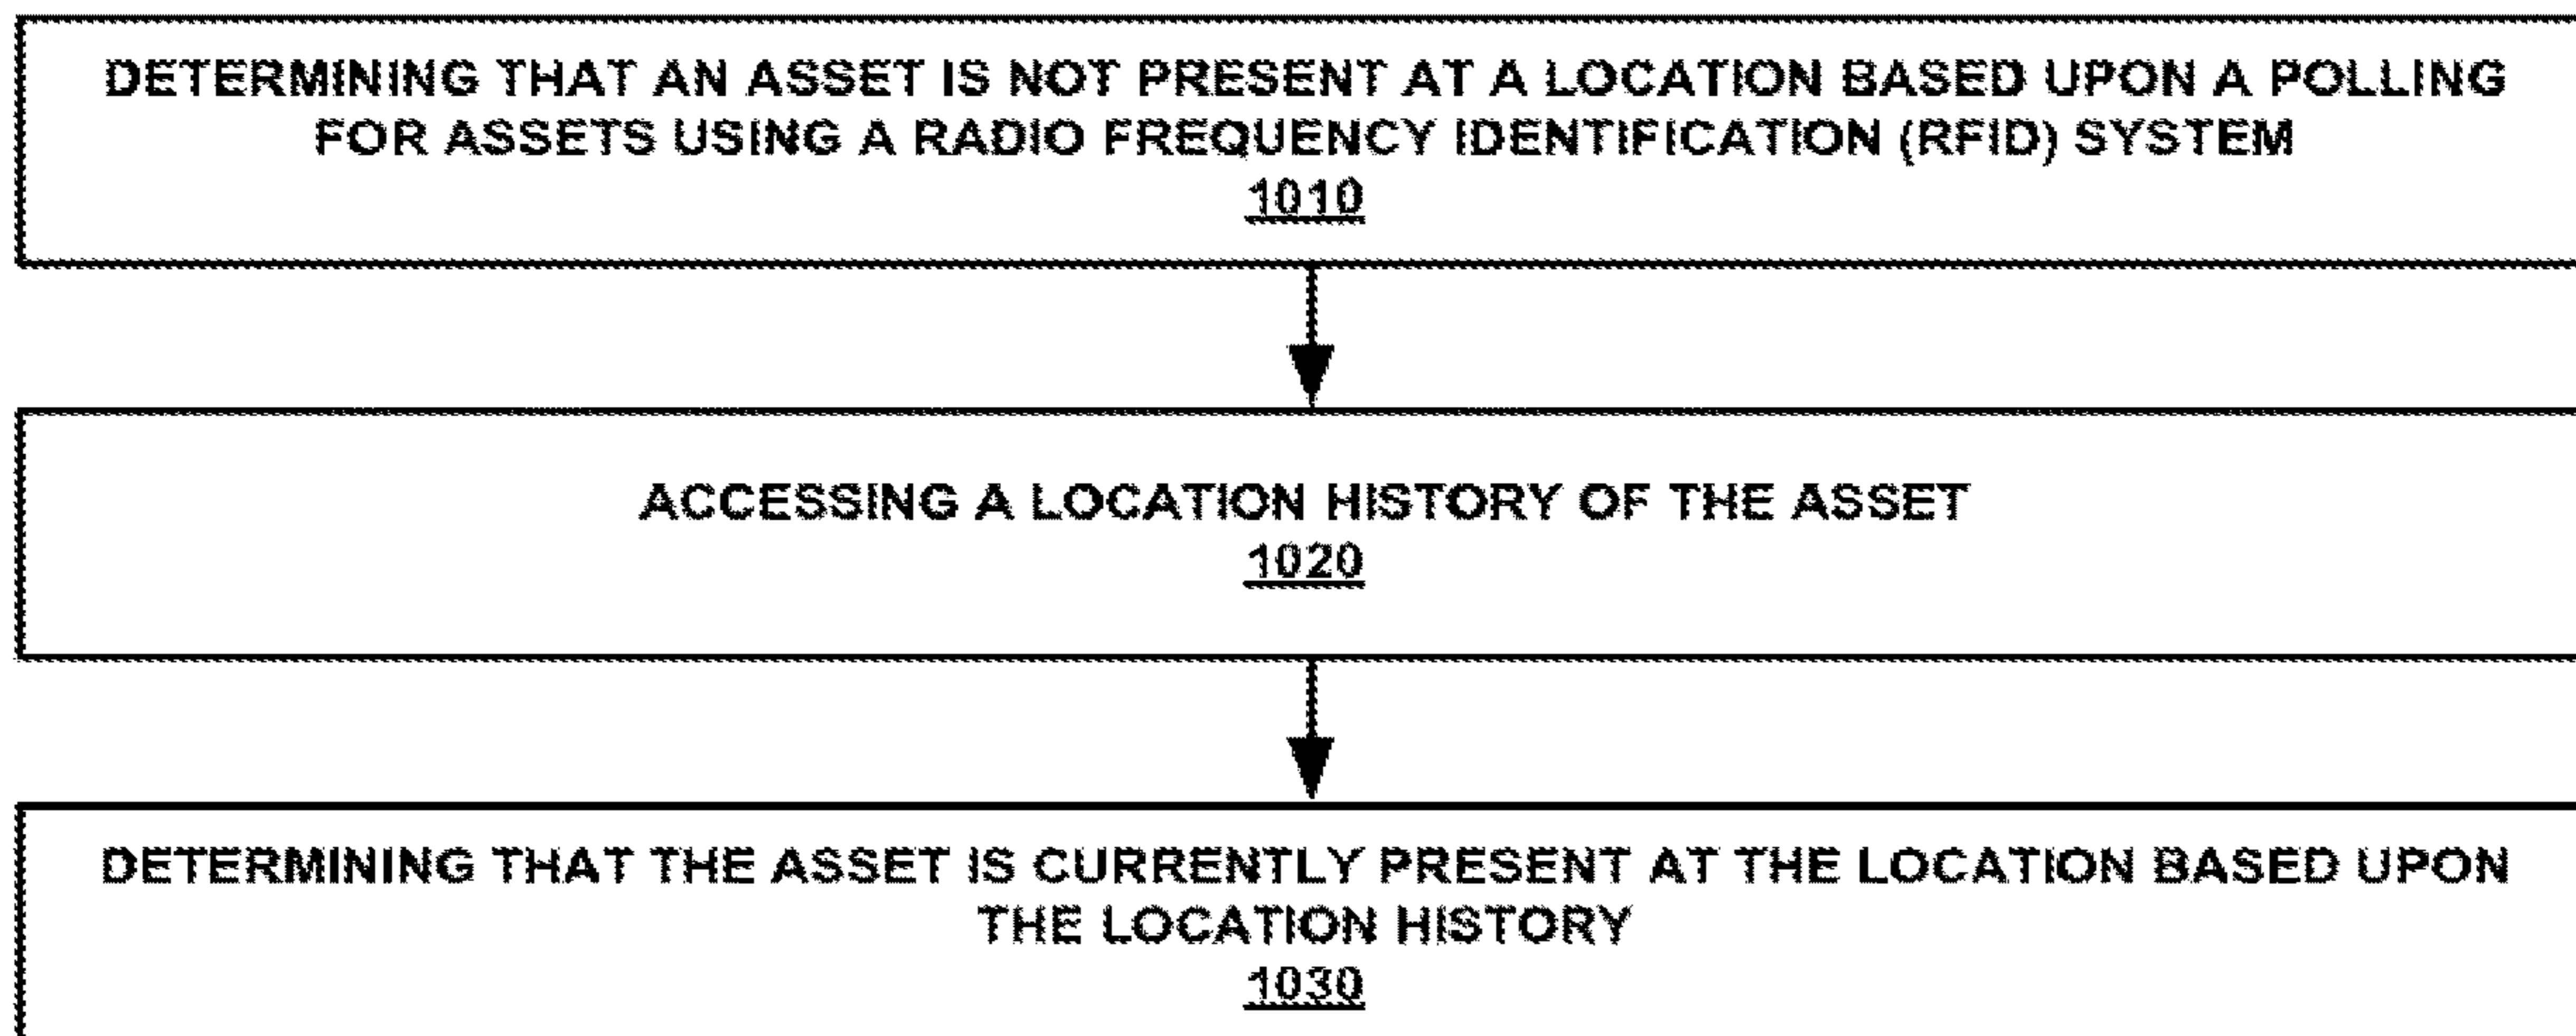 DETERMINING THAT AN ASSET IS NOT PRESENT AT A LOCATION BASED UPON A POLLING
FOR ASSETS USING A RADIO FREQUENCY IDENTIFICATION (RFID) SYSTEM
1010
ACCESSING A LOCATION HISTORY OF THE ASSET
1020
DETERMINING THAT THE ASSET IS CURRENTLY PRESENT AT THE LOCATION BASED UPON
THE LOCATION HISTORY
1030